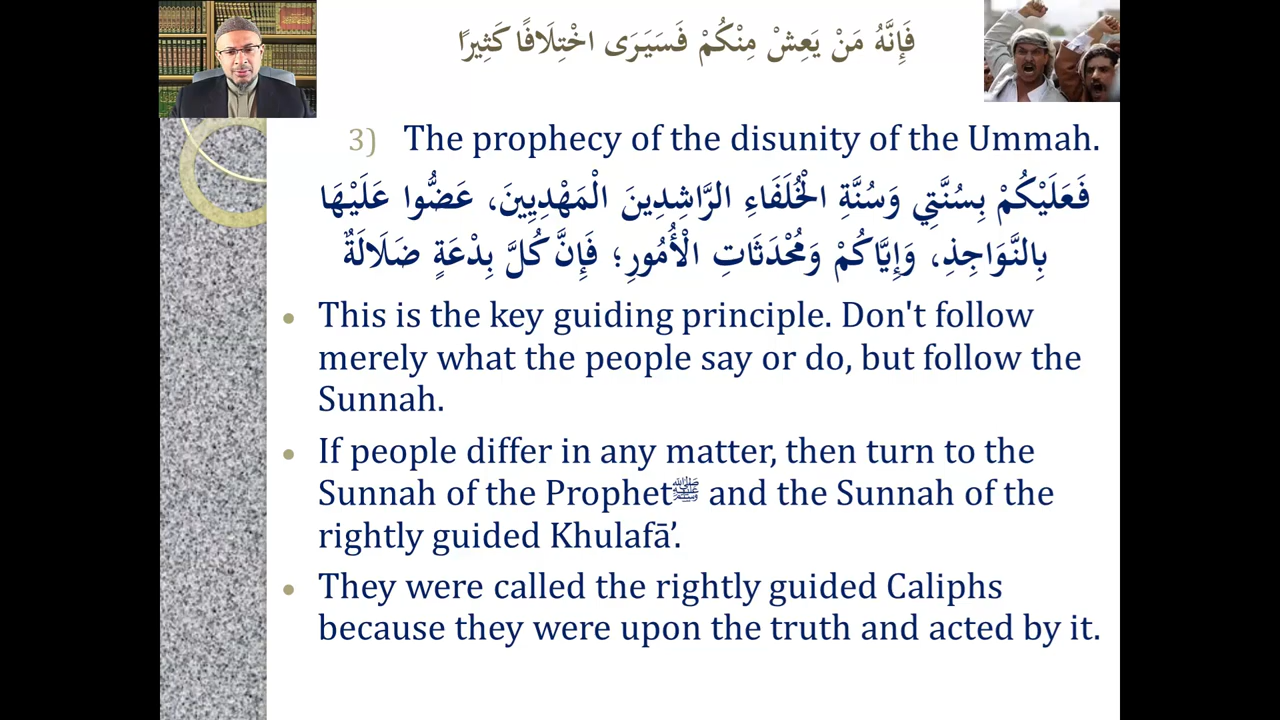 فَإِنَّهُ مَنْ يَعِشْ مِنْكُمْ فَسَيَرَى اخْتِلَافًا كَثِيرًا
3) The prophecy of the disunity of the Ummah.
فَعَلَيْكُمْ بِسُنَّتِي وَسُنَّةِ الْخُلَفَاءِ الرَّاشِدِينَ الْمَهْدِيِينَ، عَضُّوا عَلَيْهَا
بِالنَّوَاجِذِ، وَإِيَّاكُمْ وَمُحْدَثَاتِ الْأُمُورِ؛ فَإِنَّ كُلَّ بِدْعَةٍ ضَلَالَةٌ
• This is the key guiding principle. Don't follow
merely what the people say or do, but follow the
Sunnah.
• If people differ in any matter, then turn to the
Sunnah of the Prophetﷺ and the Sunnah of the
rightly guided Khulafā’.
• They were called the rightly guided Caliphs
because they were upon the truth and acted by it.